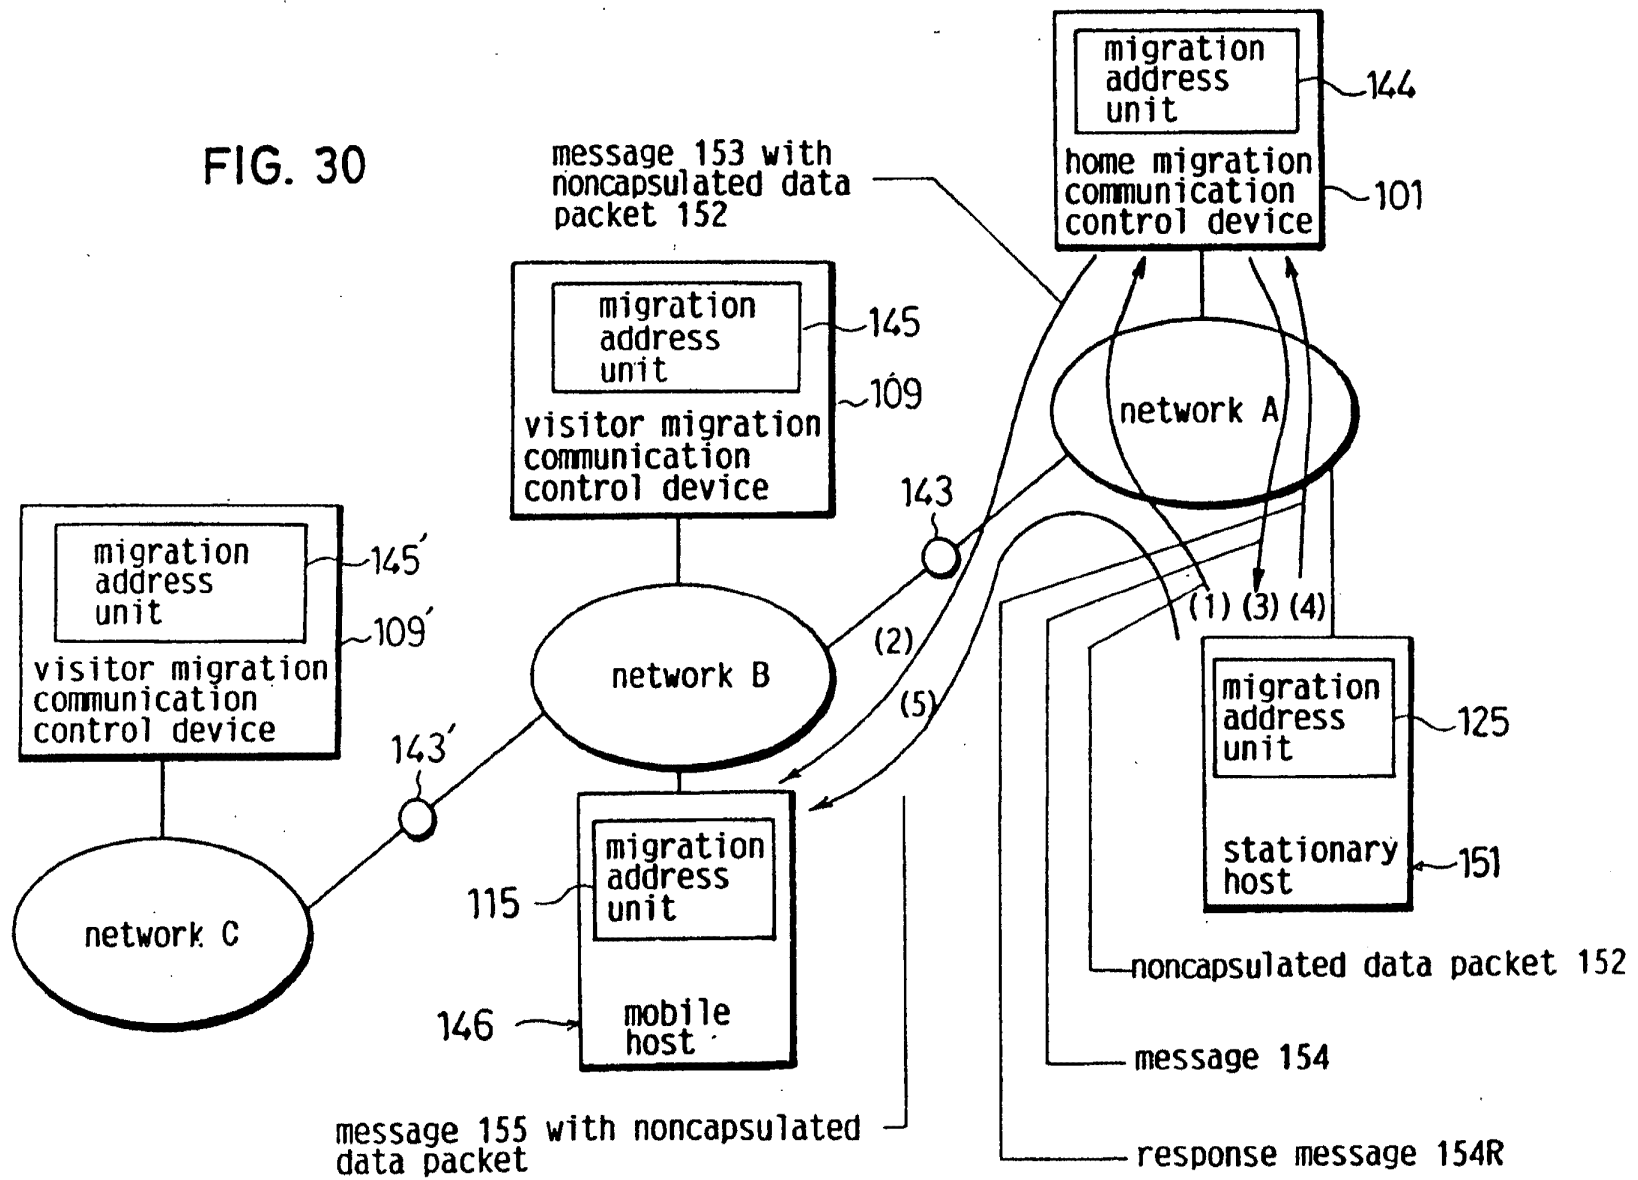 FIG. 30
migration
address
unit
144
home migration
communication
control device
101
message 153 with
noncapsulated data
packet 152
migration
address
unit
145
109
visitor migration
communication
control device
network A
143
migration
address
unit
145'
109'
visitor migration
communication
control device
(1) (3) (4)
(2)
network B
(5)
143'
migration
address
unit
125
stationary
host
151
migration
address
unit
115
network C
mobile
host
146
noncapsulated data packet 152
message 154
message 155 with noncapsulated
data packet
response message 154R